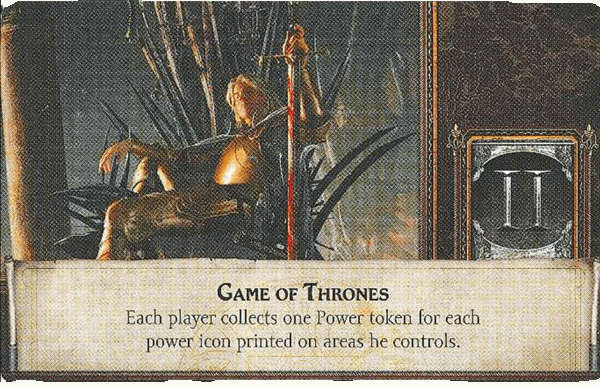 II
GAME OF THRONES
Each player collects one Power token for each
power icon printed on areas he controls.